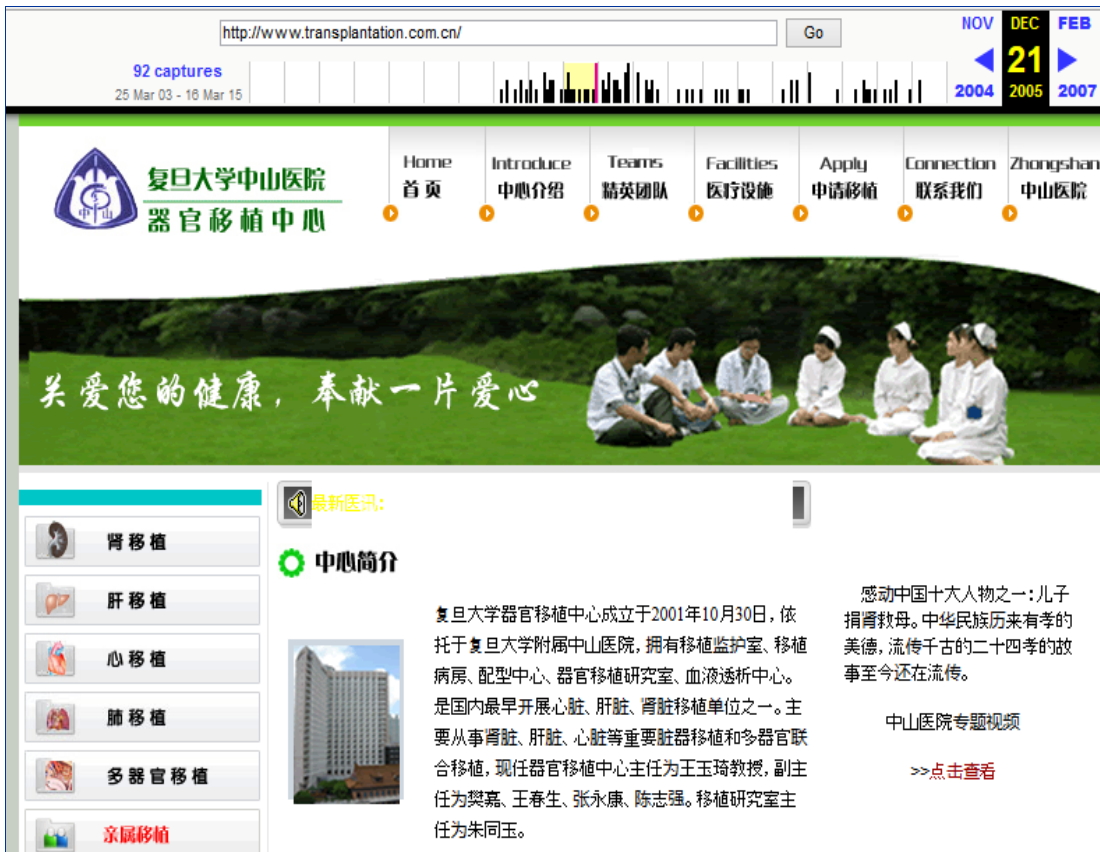 http://www.transplantation.com.cn/
Go
NOV DEC FEB
92 captures
21
25 Mar 03 - 16 Mar 15
2004 2005 2007
Home Introduce Teams Facilities Apply Connection Zhongshan
首页 中心介绍 精英团队 医疗设施 申请移植 联系我们 中山医院
复旦大学中山医院
器官移植中心
中山
关爱您的健康，奉献一片爱心
最新医讯:
肾移植
肝移植
心移植
肺移植
多器官移植
亲属移植
中心简介
复旦大学器官移植中心成立于2001年10月30日，依
托于复旦大学附属中山医院，拥有移植监护室、移植
病房、配型中心、器官移植研究室、血液透析中心。
是国内最早开展心脏、肝脏、肾脏移植单位之一。主
要从事肾脏、肝脏、心脏等重要脏器移植和多器官联
合移植，现任器官移植中心主任为王玉琦教授，副主
任为樊嘉、王春生、张永康、陈志强。移植研究室主
任为朱同玉。
感动中国十大人物之一：儿子
捐肾救母。中华民族历来有孝的
美德，流传千古的二十四孝的故
事至今还在流传。
中山医院专题视频
>>点击查看